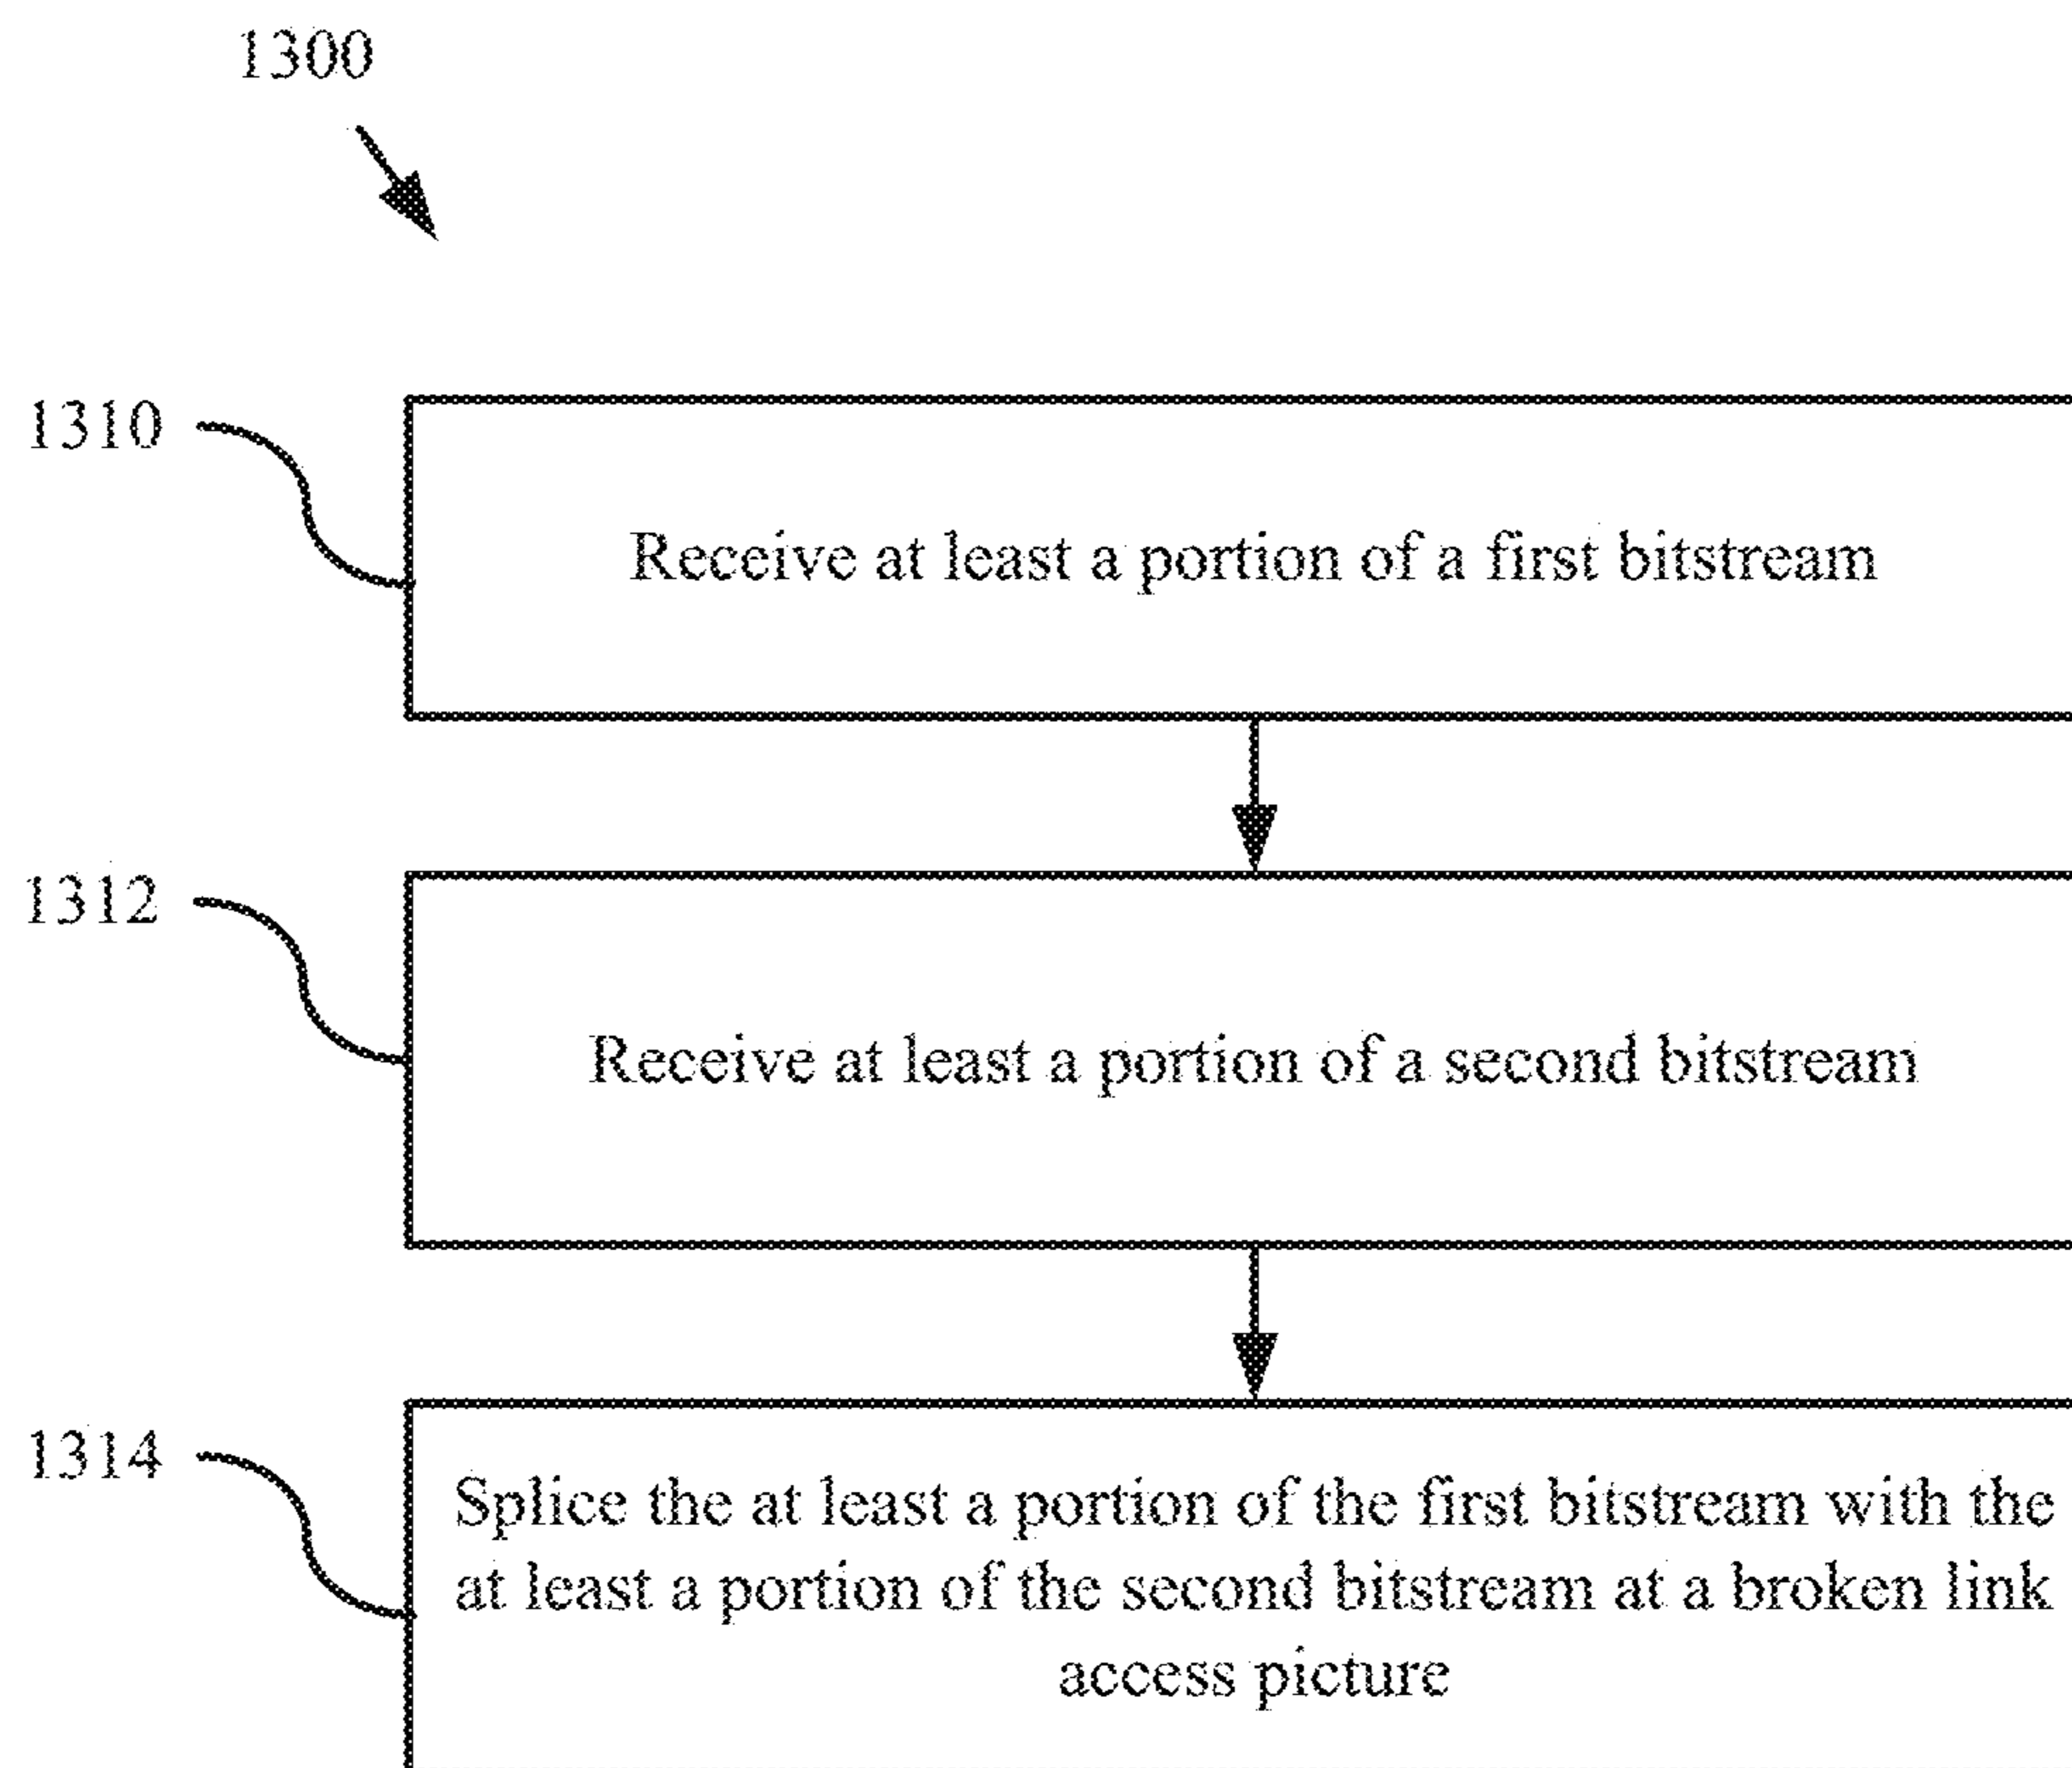 1300
1310
Receive at least a portion of a first bitstream
1312
Receive at least a portion of a second bitstream
1314
Splice the at least a portion of the first bitstream with the
at least a portion of the second bitstream at a broken link
access picture